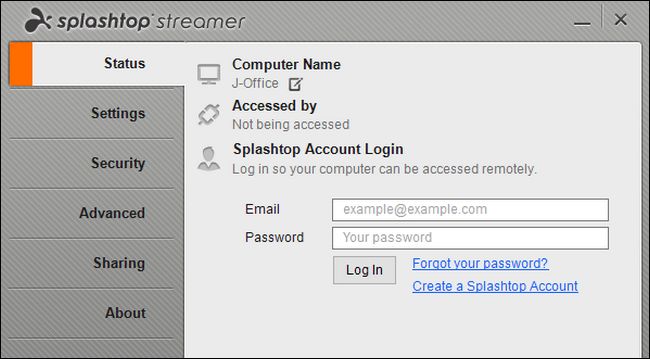 splashtop streamer
Status
Settings
Security
Advanced
Sharing
About
Computer Name
J-Office
Accessed by
Not being accessed
Splashtop Account Login
Log in so your computer can be accessed remotely.
Email
example@example.com
Password
Your password
Log In
Forgot your password?
Create a Splashtop Account